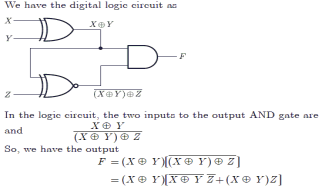 We have the digital logic circuit as
X
X⊕Y
Y
F
Z
(X⊕Y)⊕Z
In the logic circuit, the two inputs to the output AND gate are
X⊕ Y
and
(X⊕ Y)⊕ Z
So, we have the output
F = (X⊕ Y)[(X⊕ Y)⊕ Z]
= (X⊕ Y)[X⊕ Y Z+(X⊕ Y)Z]